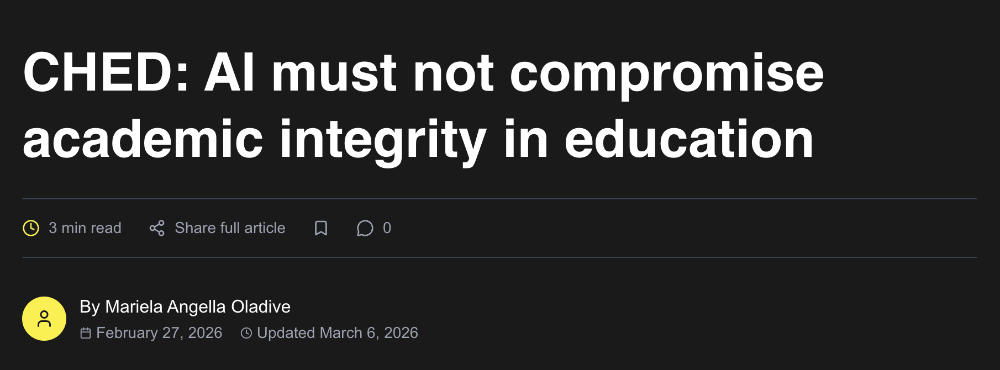 CHED: AI must not compromise
academic integrity in education
3 min read Share full article 0
By Mariela Angella Oladive
February 27, 2026 Updated March 6, 2026